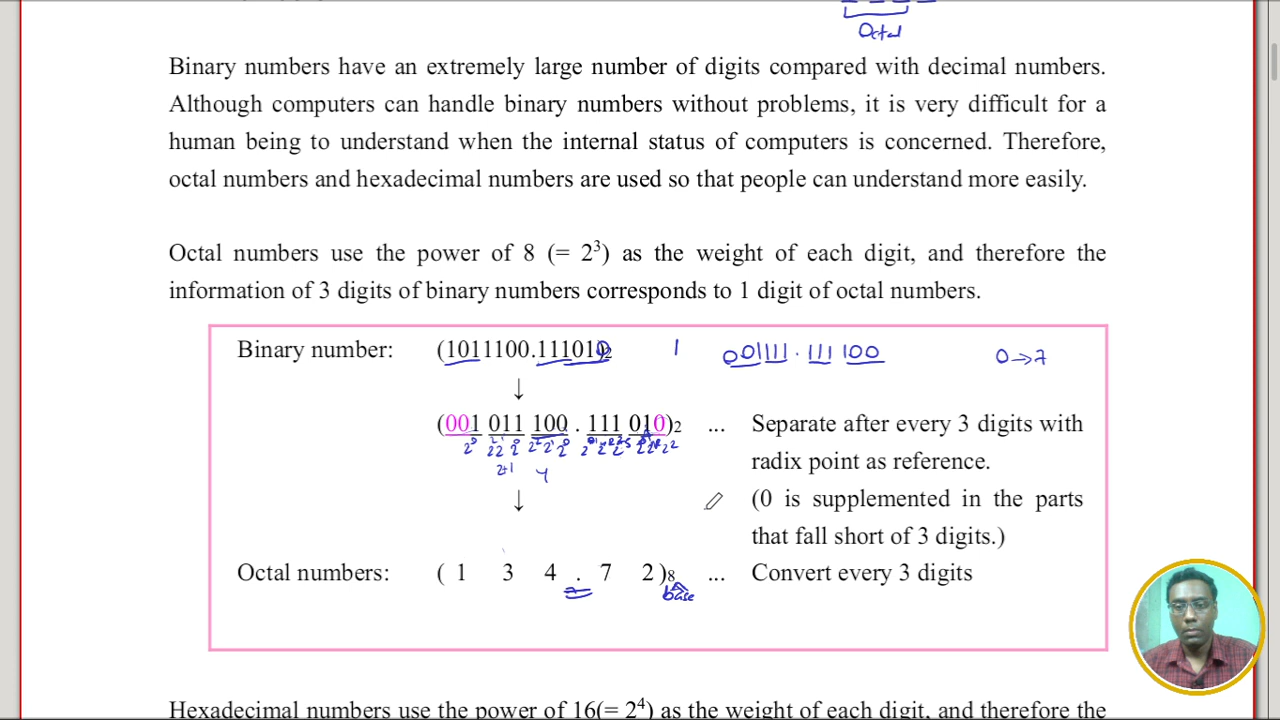 Octal
Binary numbers have an extremely large number of digits compared with decimal numbers.
Although computers can handle binary numbers without problems, it is very difficult for a
human being to understand when the internal status of computers is concerned. Therefore,
octal numbers and hexadecimal numbers are used so that people can understand more easily.
Octal numbers use the power of 8 (= 2³) as the weight of each digit, and therefore the
information of 3 digits of binary numbers corresponds to 1 digit of octal numbers.
Binary number: (1011100.11101)₂ 1 001111.111100 0→7
↓
(001 011 100 . 111 010)₂ ... Separate after every 3 digits with
radix point as reference.
2+1 4
↓ (0 is supplemented in the parts
that fall short of 3 digits.)
Octal numbers: ( 1 3 4 . 7 2 )₈ ... Convert every 3 digits
base
Hexadecimal numbers use the power of 16(= 2⁴) as the weight of each digit, and therefore the